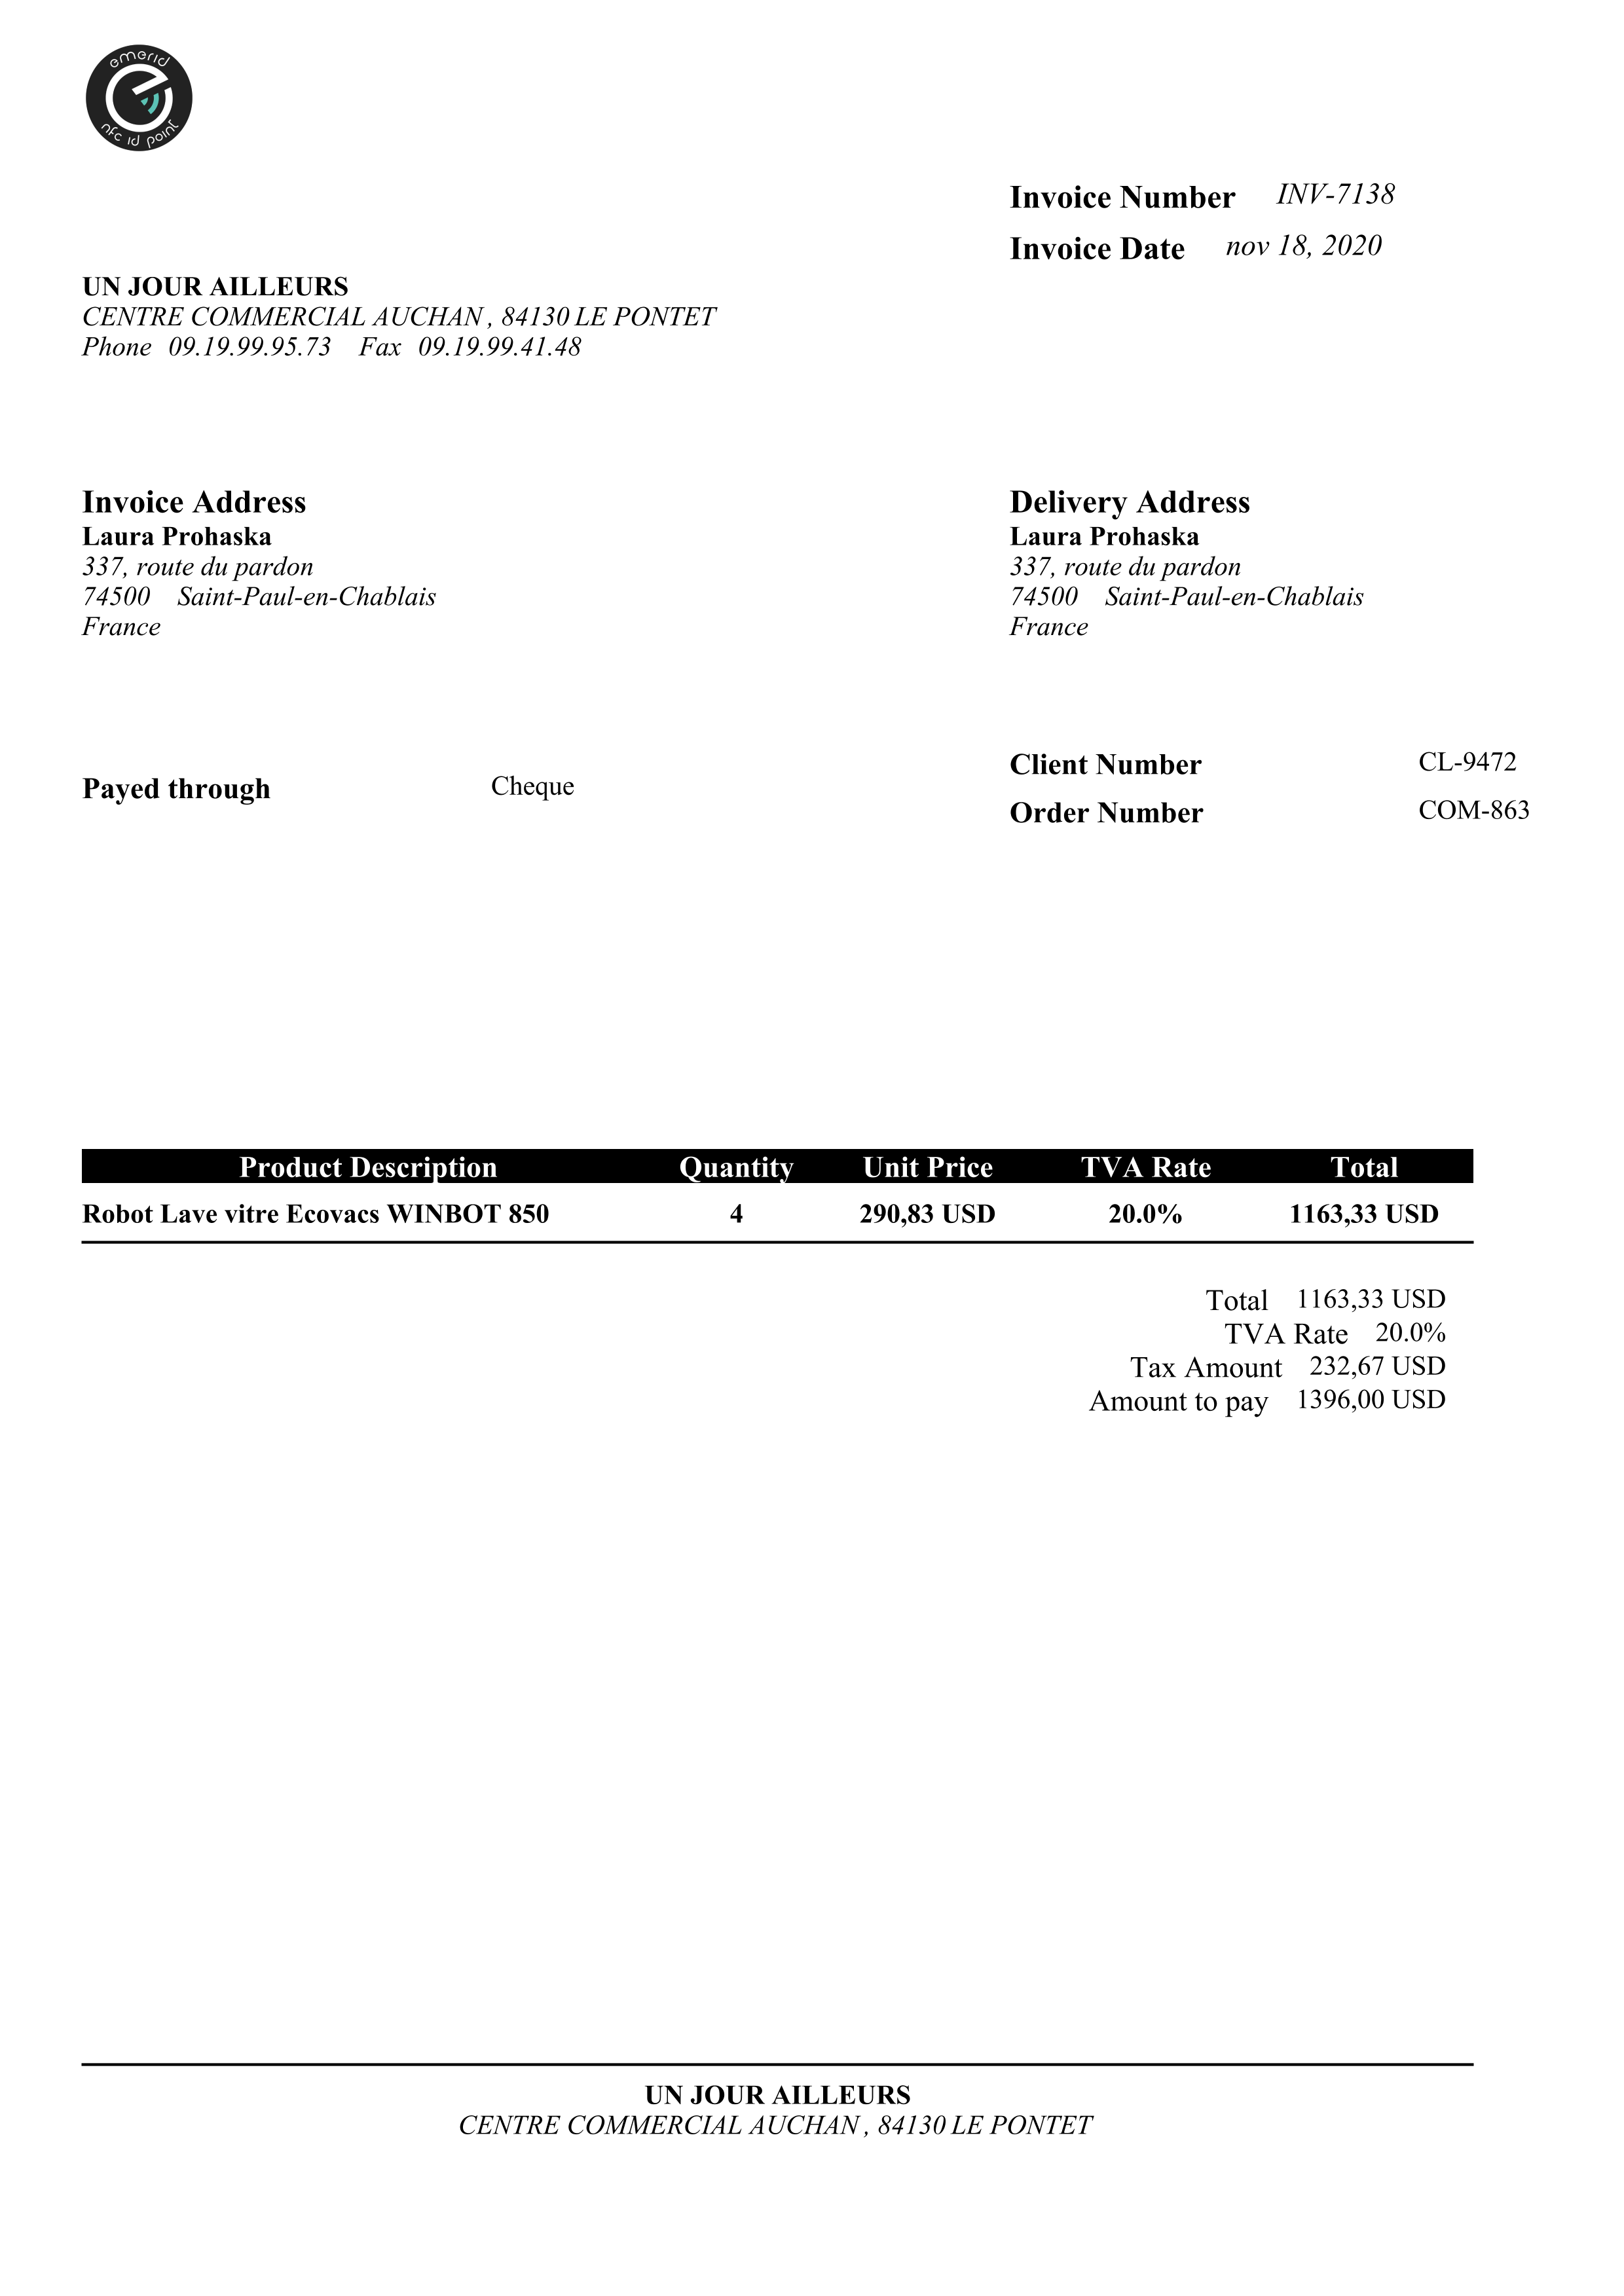 emerid
nfc id point
Invoice Number INV-7138
Invoice Date nov 18, 2020
UN JOUR AILLEURS
CENTRE COMMERCIAL AUCHAN , 84130 LE PONTET
Phone 09.19.99.95.73 Fax 09.19.99.41.48
Invoice Address
Laura Prohaska
337, route du pardon
74500 Saint-Paul-en-Chablais
France
Delivery Address
Laura Prohaska
337, route du pardon
74500 Saint-Paul-en-Chablais
France
Payed through Cheque
Client Number CL-9472
Order Number COM-863
Product Description Quantity Unit Price TVA Rate Total
Robot Lave vitre Ecovacs WINBOT 850 4 290,83 USD 20.0% 1163,33 USD
Total 1163,33 USD
TVA Rate 20.0%
Tax Amount 232,67 USD
Amount to pay 1396,00 USD
UN JOUR AILLEURS
CENTRE COMMERCIAL AUCHAN , 84130 LE PONTET